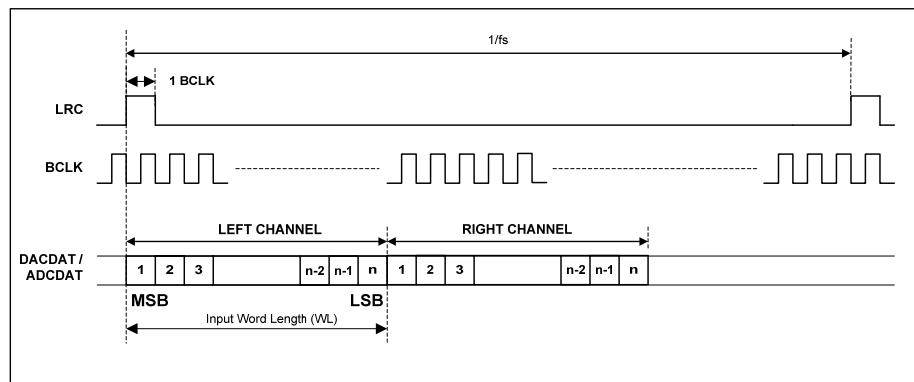 1/fs
1 BCLK
LRC
BCLK
LEFT CHANNEL RIGHT CHANNEL
DACDAT /
ADCDAT
1 2 3 n-2 n-1 n 1 2 3 n-2 n-1 n
MSB LSB
Input Word Length (WL)